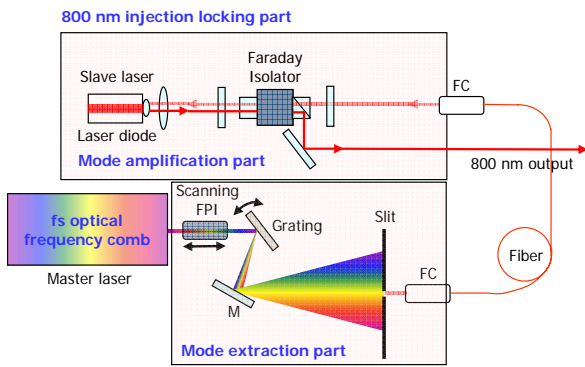 800 nm injection locking part
Faraday
Isolator
Slave laser
FC
Laser diode
Mode amplification part
800 nm output
Scanning
FPI
Grating
Slit
fs optical
frequency comb
Fiber
Master laser
M
FC
Mode extraction part